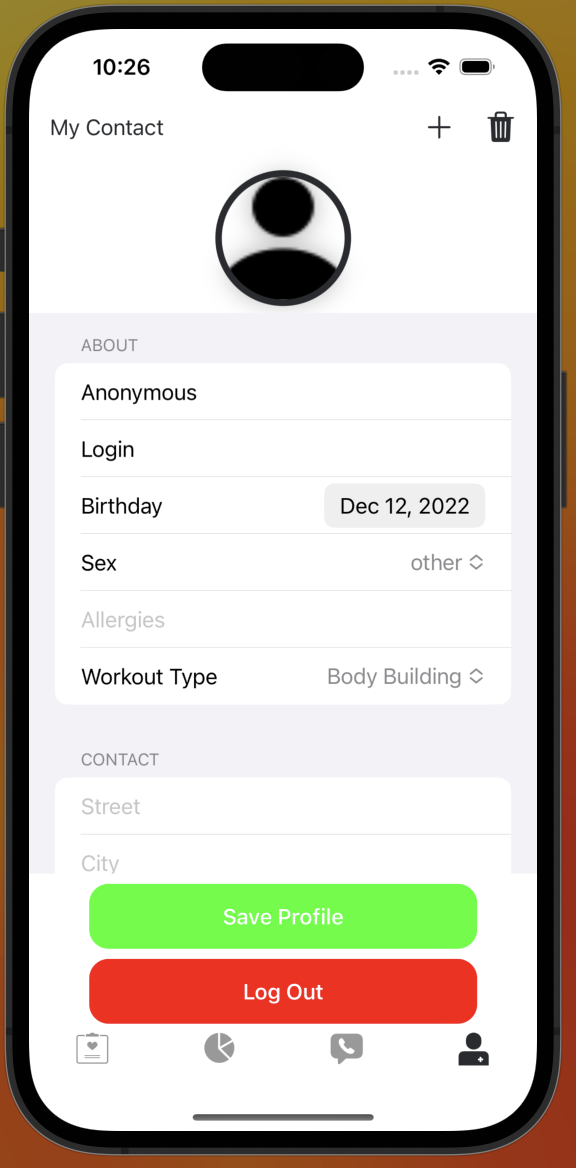 10:26
My Contact
ABOUT
Anonymous
Login
Birthday Dec 12, 2022
Sex other
Allergies
Workout Type Body Building
CONTACT
Street
City
Save Profile
Log Out